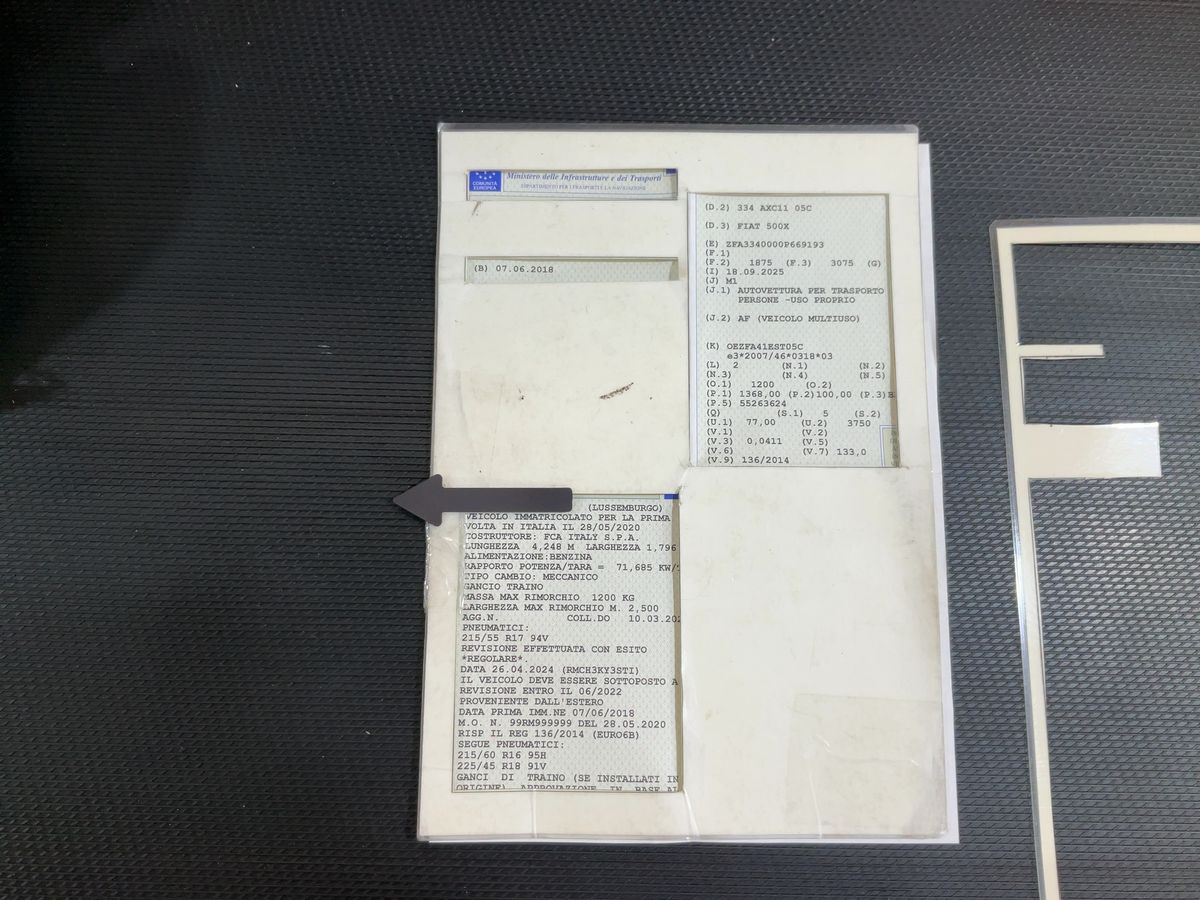 COMUNITÀ
EUROPEA
Ministero delle Infrastrutture e dei Trasporti
DIPARTIMENTO PER I TRASPORTI E LA NAVIGAZIONE
(B) 07.06.2018
(D.2) 334 AXC11 05C
(D.3) FIAT 500X
(E) ZFA3340000P669193
(F.1)
(F.2) 1875 (F.3) 3075 (G)
(I) 18.09.2025
(J) M1
(J.1) AUTOVETTURA PER TRASPORTO
PERSONE -USO PROPRIO
(J.2) AF (VEICOLO MULTIUSO)
(K) OEZFA41EST05C
e3*2007/46*0318*03
(L) 2 (N.1) (N.2)
(N.3) (N.4) (N.5)
(O.1) 1200 (O.2)
(P.1) 1368,00 (P.2)100,00 (P.3)B
(P.5) 55263624
(Q) (S.1) 5 (S.2)
(U.1) 77,00 (U.2) 3750
(V.1) (V.2)
(V.3) 0,0411 (V.5)
(V.6) (V.7) 133,0
(V.9) 136/2014
(LUSSEMBURGO)
VEICOLO IMMATRICOLATO PER LA PRIMA
VOLTA IN ITALIA IL 28/05/2020
COSTRUTTORE: FCA ITALY S.P.A.
LUNGHEZZA 4,248 M LARGHEZZA 1,796
ALIMENTAZIONE:BENZINA
RAPPORTO POTENZA/TARA = 71,685 KW/
TIPO CAMBIO: MECCANICO
GANCIO TRAINO
MASSA MAX RIMORCHIO 1200 KG
LARGHEZZA MAX RIMORCHIO M. 2,500
AGG.N. COLL.DO 10.03.202
PNEUMATICI:
215/55 R17 94V
REVISIONE EFFETTUATA CON ESITO
*REGOLARE*.
DATA 26.04.2024 (RMCH3KY3STI)
IL VEICOLO DEVE ESSERE SOTTOPOSTO A
REVISIONE ENTRO IL 06/2022
PROVENIENTE DALL'ESTERO
DATA PRIMA IMM.NE 07/06/2018
M.O. N. 99RM999999 DEL 28.05.2020
RISP IL REG 136/2014 (EURO6B)
SEGUE PNEUMATICI:
215/60 R16 95H
225/45 R18 91V
GANCI DI TRAINO (SE INSTALLATI IN
ORIGINE) APPROVAZIONE IN BASE AL